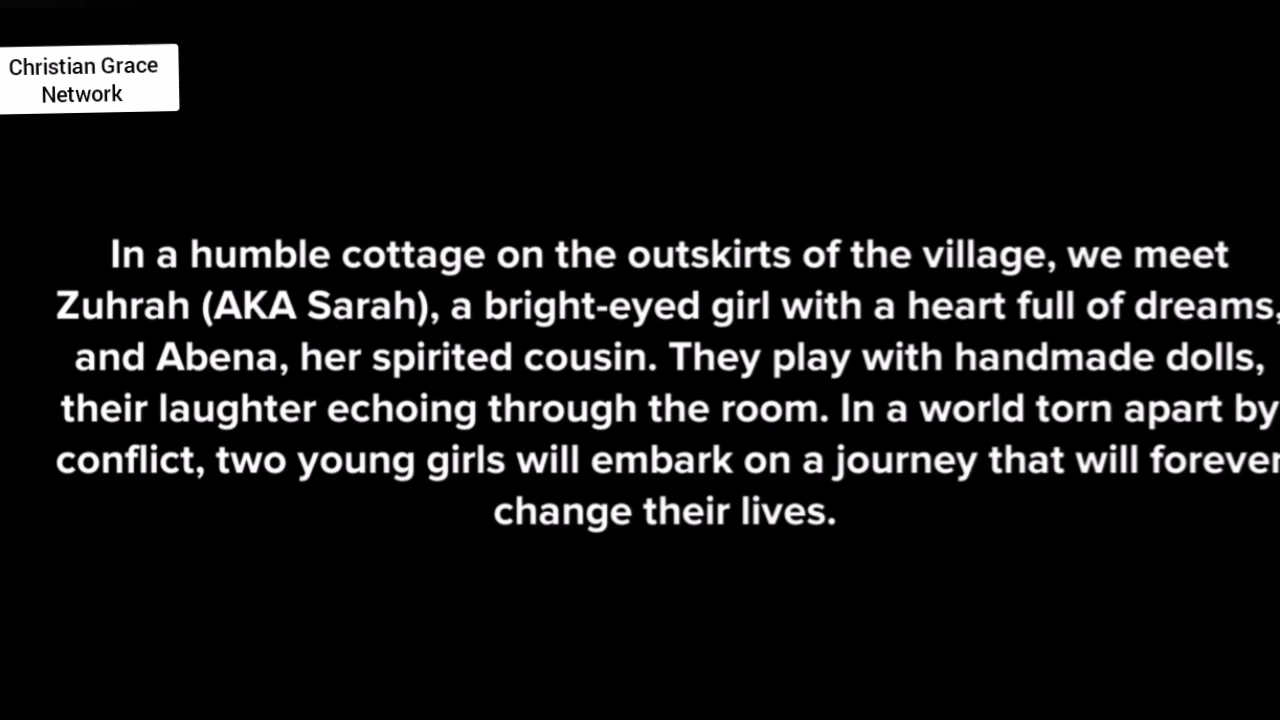 Christian Grace
Network
In a humble cottage on the outskirts of the village, we meet
Zuhrah (AKA Sarah), a bright-eyed girl with a heart full of dreams,
and Abena, her spirited cousin. They play with handmade dolls,
their laughter echoing through the room. In a world torn apart by
conflict, two young girls will embark on a journey that will forever
change their lives.